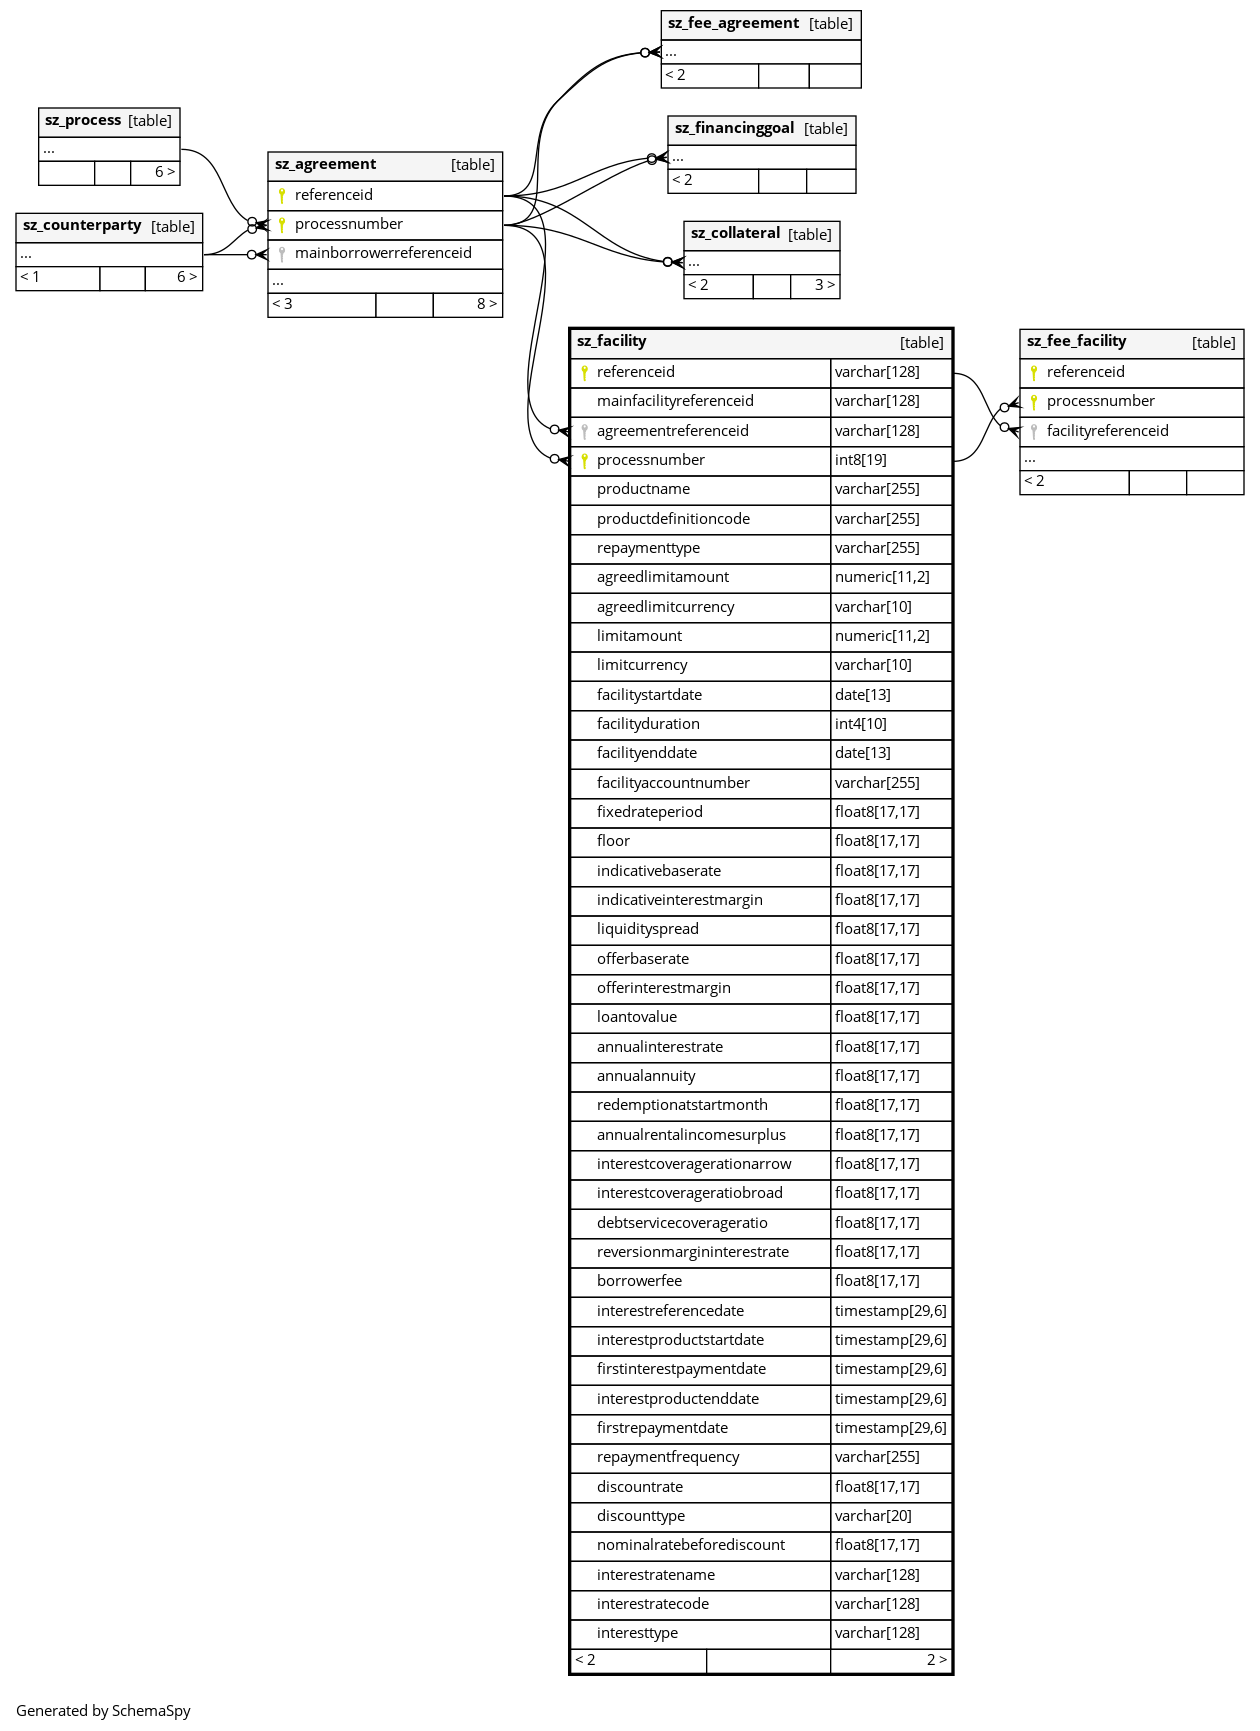 sz_fee_agreement [table]
...
< 2
sz_process [table]
...
6 >
sz_financinggoal [table]
...
< 2
sz_agreement [table]
referenceid
processnumber
mainborrowerreferenceid
...
< 3 8 >
sz_counterparty [table]
...
< 1 6 >
sz_collateral [table]
...
< 2 3 >
sz_facility [table]
referenceid varchar[128]
mainfacilityreferenceid varchar[128]
agreementreferenceid varchar[128]
processnumber int8[19]
productname varchar[255]
productdefinitioncode varchar[255]
repaymenttype varchar[255]
agreedlimitamount numeric[11,2]
agreedlimitcurrency varchar[10]
limitamount numeric[11,2]
limitcurrency varchar[10]
facilitystartdate date[13]
facilityduration int4[10]
facilityenddate date[13]
facilityaccountnumber varchar[255]
fixedrateperiod float8[17,17]
floor float8[17,17]
indicativebaserate float8[17,17]
indicativeinterestmargin float8[17,17]
liquidityspread float8[17,17]
offerbaserate float8[17,17]
offerinterestmargin float8[17,17]
loantovalue float8[17,17]
annualinterestrate float8[17,17]
annualannuity float8[17,17]
redemptionatstartmonth float8[17,17]
annualrentalincomesurplus float8[17,17]
interestcoveragerationarrow float8[17,17]
interestcoverageratiobroad float8[17,17]
debtservicecoverageratio float8[17,17]
reversionmargininterestrate float8[17,17]
borrowerfee float8[17,17]
interestreferencedate timestamp[29,6]
interestproductstartdate timestamp[29,6]
firstinterestpaymentdate timestamp[29,6]
interestproductenddate timestamp[29,6]
firstrepaymentdate timestamp[29,6]
repaymentfrequency varchar[255]
discountrate float8[17,17]
discounttype varchar[20]
nominalratebeforediscount float8[17,17]
interestratename varchar[128]
interestratecode varchar[128]
interesttype varchar[128]
< 2 2 >
sz_fee_facility [table]
referenceid
processnumber
facilityreferenceid
...
< 2
Generated by SchemaSpy